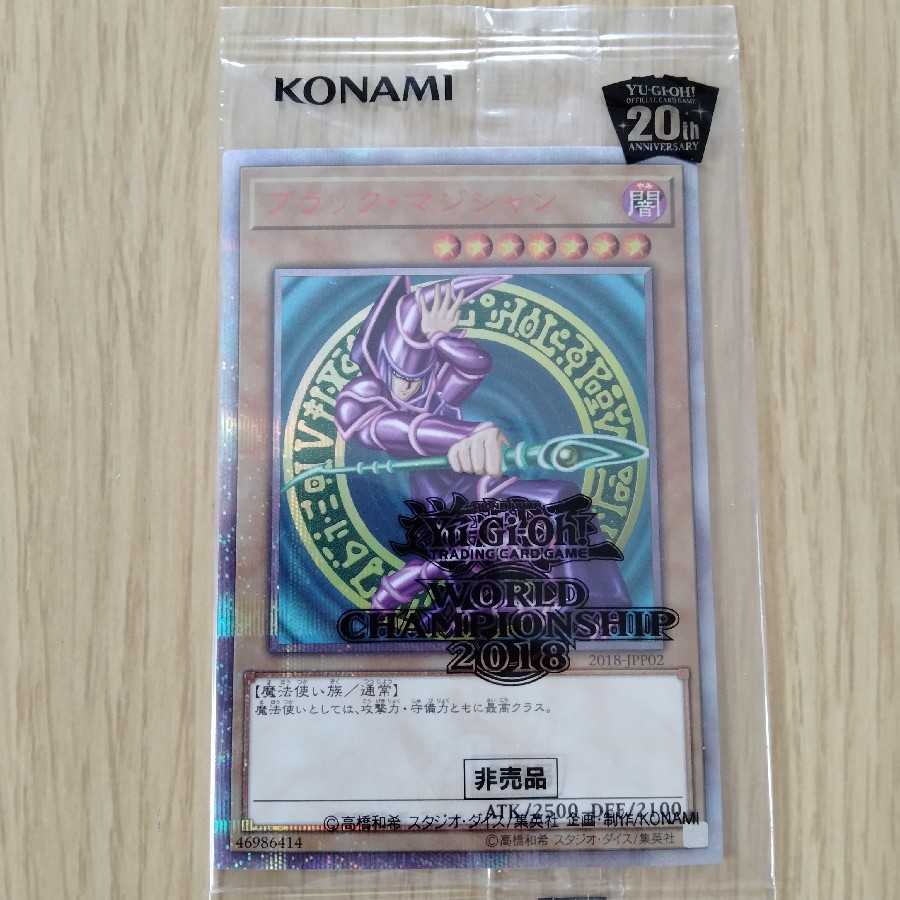 KONAMI
YU-GI-OH!
OFFICIAL CARD GAME
20th
ANNIVERSARY
ブラック・マジシャン
やみ
闇
Yu-Gi-Oh!
TRADING CARD GAME
WORLD
CHAMPIONSHIP
2018
2018-JPP02
【魔法使い族／通常】
魔法使いとしては、攻撃力・守備力ともに最高クラス。
非売品
ATK/2500 DEF/2100
©高橋和希 スタジオ・ダイス/集英社 企画・制作/KONAMI
46986414
©高橋和希 スタジオ・ダイス/集英社